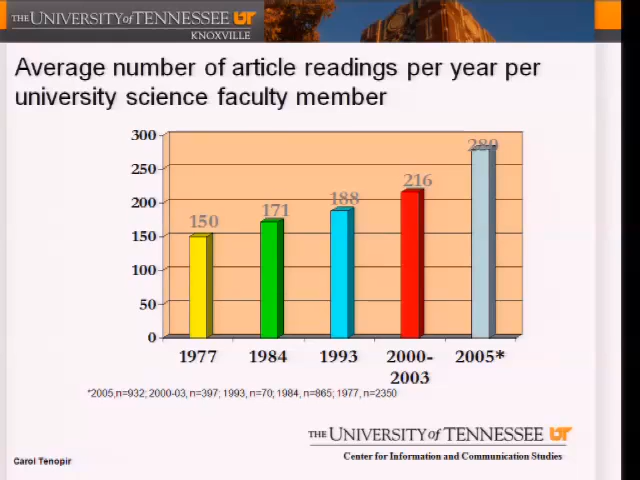 THE UNIVERSITY of TENNESSEE UT
KNOXVILLE
Average number of article readings per year per
university science faculty member
300
250
200
150
100
50
0
150
171
188
216
280
1977
1984
1993
2000-
2003
2005*
*2005,n=932; 2000-03, n=397; 1993, n=70; 1984, n=865; 1977, n=2350
THE UNIVERSITY of TENNESSEE UT
Center for Information and Communication Studies
Carol Tenopir